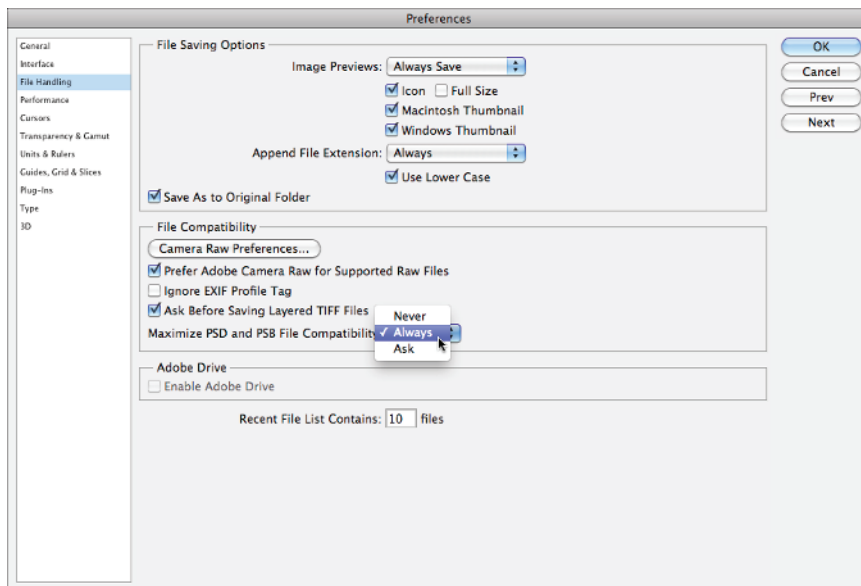 Preferences
General
Interface
File Handling
Performance
Cursors
Transparency & Gamut
Units & Rulers
Guides, Grid & Slices
Plug-Ins
Type
3D
File Saving Options
Image Previews: Always Save
Icon Full Size
Macintosh Thumbnail
Windows Thumbnail
Append File Extension: Always
Use Lower Case
Save As to Original Folder
File Compatibility
Camera Raw Preferences...
Prefer Adobe Camera Raw for Supported Raw Files
Ignore EXIF Profile Tag
Ask Before Saving Layered TIFF Files
Maximize PSD and PSB File Compatibility
Never
Always
Ask
Adobe Drive
Enable Adobe Drive
Recent File List Contains: 10 files
OK
Cancel
Prev
Next